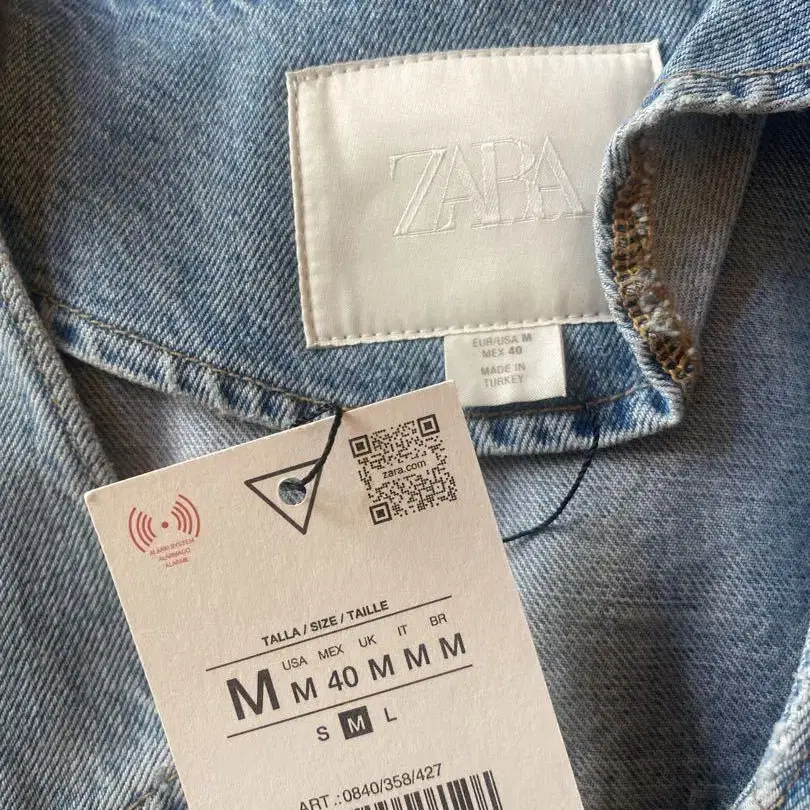 ZARA
EUR/USA M
MEX 40
MADE IN
TURKEY
zara.com
ALARM SYSTEM
ALARMADO
ALARME
TALLA / SIZE / TAILLE
USA MEX UK IT BR
M M 40 M M M
S M L
ART.:0840/358/427